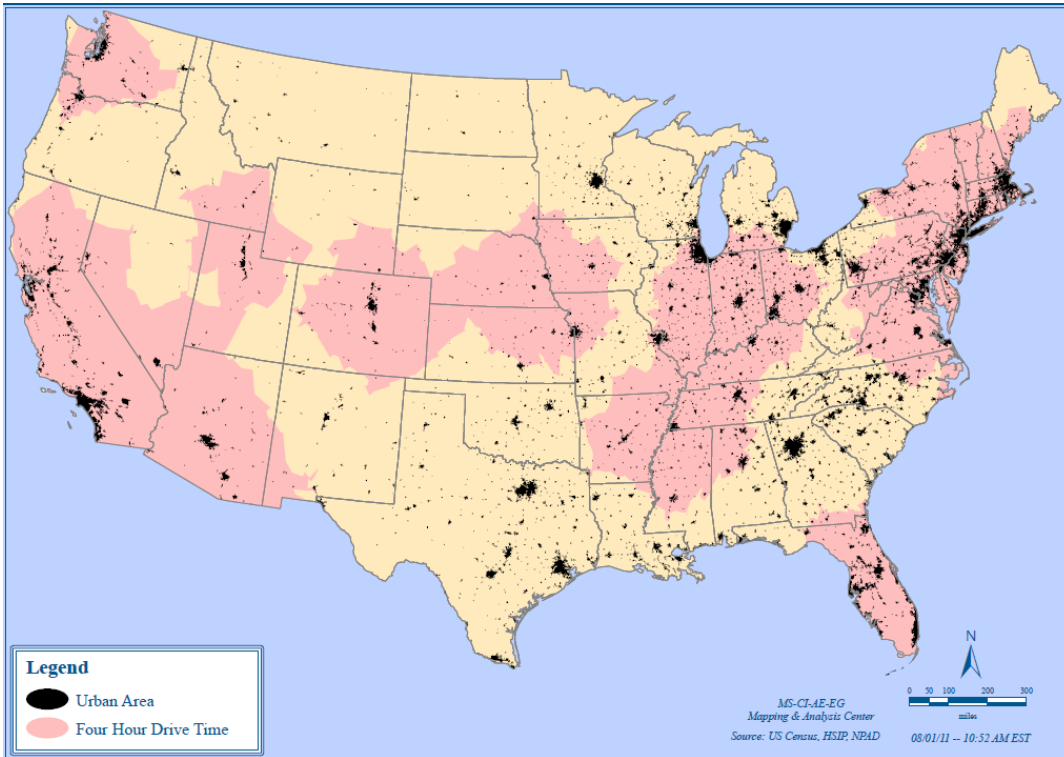 N
0 50 100 200 300
miles
Legend
Urban Area
Four Hour Drive Time
MS-CI-AE-EG
Mapping & Analysis Center
Source: US Census, HSIP, NPAD
08/01/11 -- 10:52 AM EST